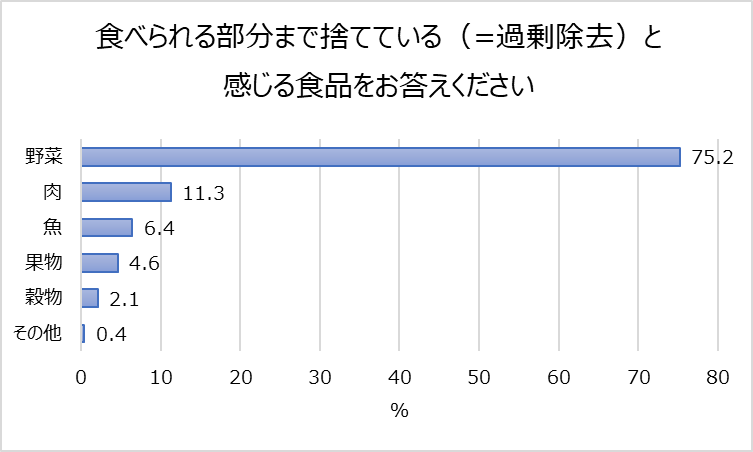 食べられる部分まで捨てている（=過剰除去）と
感じる食品をお答えください
野菜 75.2
肉 11.3
魚 6.4
果物 4.6
穀物 2.1
その他 0.4
0 10 20 30 40 50 60 70 80
%